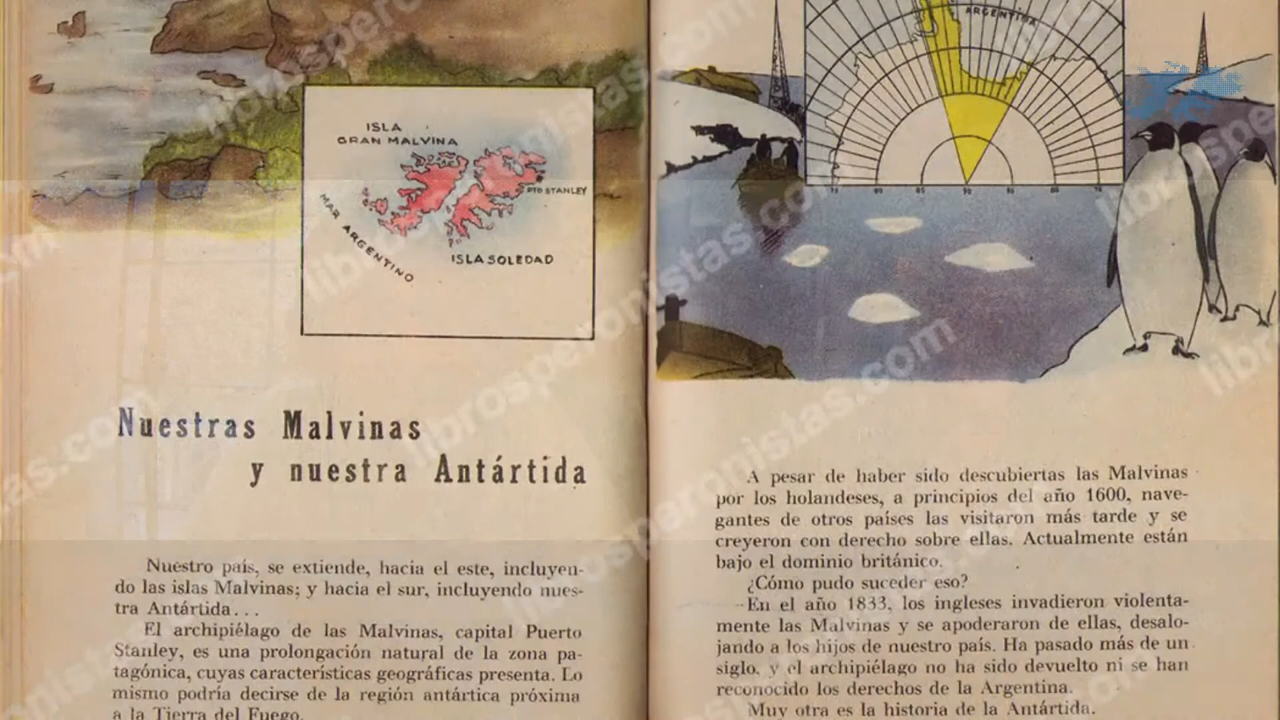 ISLA
GRAN MALVINA
PTO STANLEY
MAR ARGENTINO
ISLA SOLEDAD
Nuestras Malvinas
y nuestra Antártida
Nuestro país, se extiende, hacia el este, incluyen-
do las islas Malvinas; y hacia el sur, incluyendo nues-
tra Antártida...
El archipiélago de las Malvinas, capital Puerto
Stanley, es una prolongación natural de la zona pa-
tagónica, cuyas características geográficas presenta. Lo
mismo podría decirse de la región antártica próxima
a la Tierra del Fuego.
ARGENTINA
A pesar de haber sido descubiertas las Malvinas
por los holandeses, a principios del año 1600, nave-
gantes de otros países las visitaron más tarde y se
creyeron con derecho sobre ellas. Actualmente están
bajo el dominio británico.
¿Cómo pudo suceder eso?
En el año 1833, los ingleses invadieron violenta-
mente las Malvinas y se apoderaron de ellas, desalo-
jando a los hijos de nuestro país. Ha pasado más de un
siglo, y el archipiélago no ha sido devuelto ni se han
reconocido los derechos de la Argentina.
Muy otra es la historia de la Antártida.
librosperonistas.com